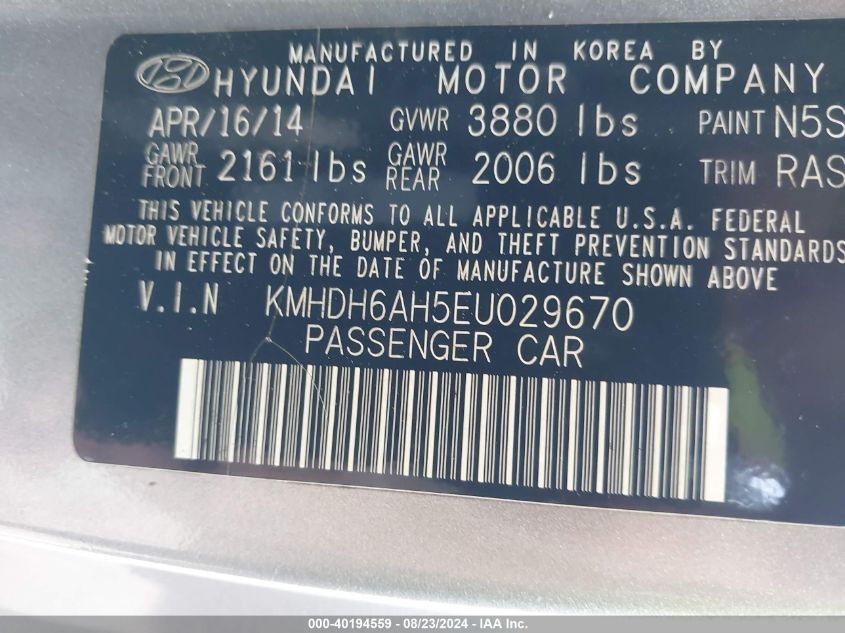 MANUFACTURED IN KOREA BY
HYUNDAI MOTOR COMPANY
APR/16/14 GVWR 3880 lbs PAINT N5S
GAWR FRONT 2161 lbs GAWR REAR 2006 lbs TRIM RAS
THIS VEHICLE CONFORMS TO ALL APPLICABLE U.S.A. FEDERAL
MOTOR VEHICLE SAFETY, BUMPER, AND THEFT PREVENTION STANDARDS
IN EFFECT ON THE DATE OF MANUFACTURE SHOWN ABOVE
V.I.N KMHDH6AH5EU029670
PASSENGER CAR
000-40194559 - 08/23/2024 - IAA Inc.